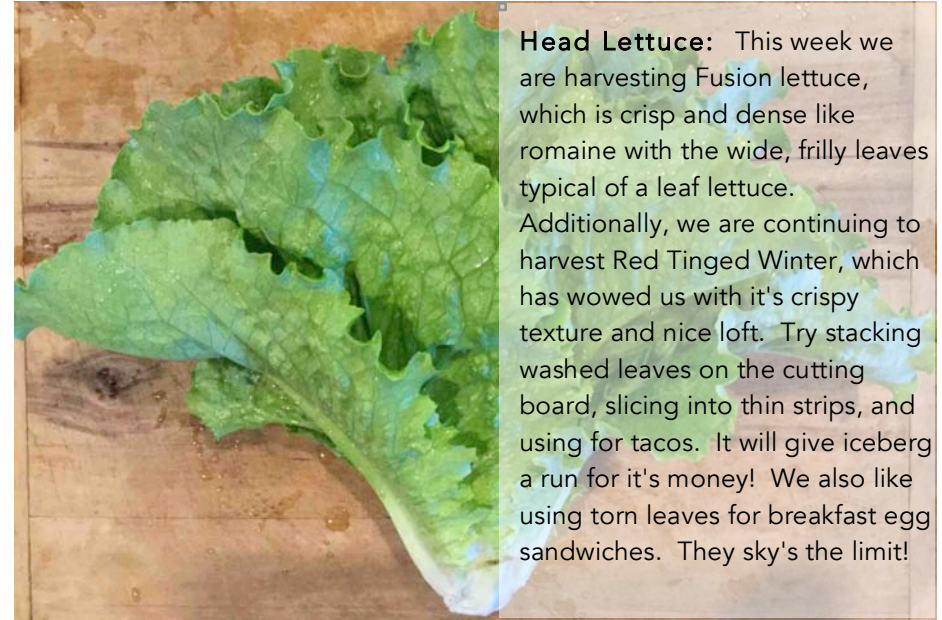 Head Lettuce:   This week we
are harvesting Fusion lettuce,
which is crisp and dense like
romaine with the wide, frilly leaves
typical of a leaf lettuce.
Additionally, we are continuing to
harvest Red Tinged Winter, which
has wowed us with it's crispy
texture and nice loft.  Try stacking
washed leaves on the cutting
board, slicing into thin strips, and
using for tacos.  It will give iceberg
a run for it's money!  We also like
using torn leaves for breakfast egg
sandwiches.  They sky's the limit!